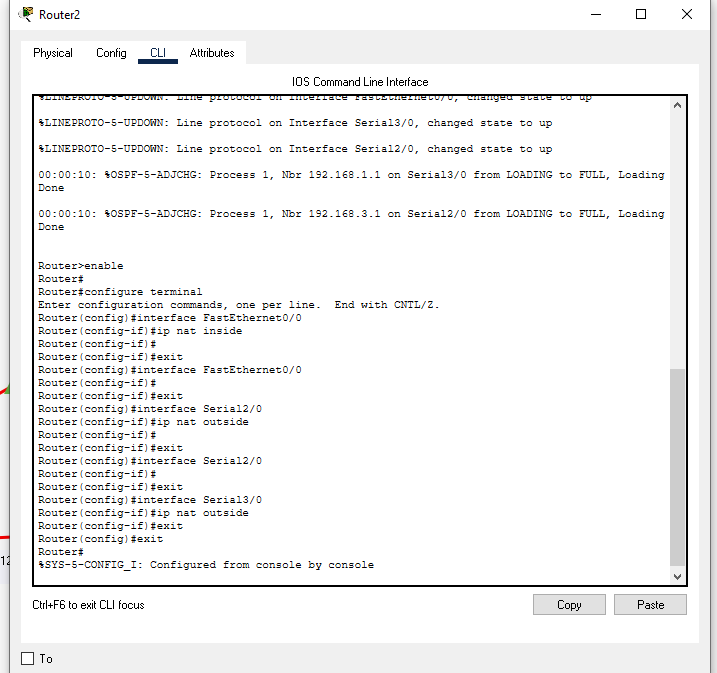 Router2
Physical Config CLI Attributes
IOS Command Line Interface
%LINEPROTO-5-UPDOWN: Line protocol on Interface FastEthernet0/0, changed state to up
%LINEPROTO-5-UPDOWN: Line protocol on Interface Serial3/0, changed state to up
%LINEPROTO-5-UPDOWN: Line protocol on Interface Serial2/0, changed state to up
00:00:10: %OSPF-5-ADJCHG: Process 1, Nbr 192.168.1.1 on Serial3/0 from LOADING to FULL, Loading
Done
00:00:10: %OSPF-5-ADJCHG: Process 1, Nbr 192.168.3.1 on Serial2/0 from LOADING to FULL, Loading
Done
Router>enable
Router#
Router#configure terminal
Enter configuration commands, one per line.  End with CNTL/Z.
Router(config)#interface FastEthernet0/0
Router(config-if)#ip nat inside
Router(config-if)#
Router(config-if)#exit
Router(config)#interface FastEthernet0/0
Router(config-if)#
Router(config-if)#exit
Router(config)#interface Serial2/0
Router(config-if)#ip nat outside
Router(config-if)#
Router(config-if)#exit
Router(config)#interface Serial2/0
Router(config-if)#
Router(config-if)#exit
Router(config)#interface Serial3/0
Router(config-if)#ip nat outside
Router(config-if)#exit
Router(config)#exit
Router#
%SYS-5-CONFIG_I: Configured from console by console
12
Ctrl+F6 to exit CLI focus
Copy Paste
To